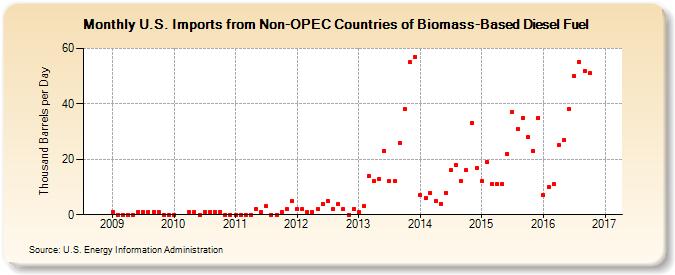 Monthly U.S. Imports from Non-OPEC Countries of Biomass-Based Diesel Fuel
Thousand Barrels per Day
60
40
20
0
2009 2010 2011 2012 2013 2014 2015 2016 2017
Source: U.S. Energy Information Administration